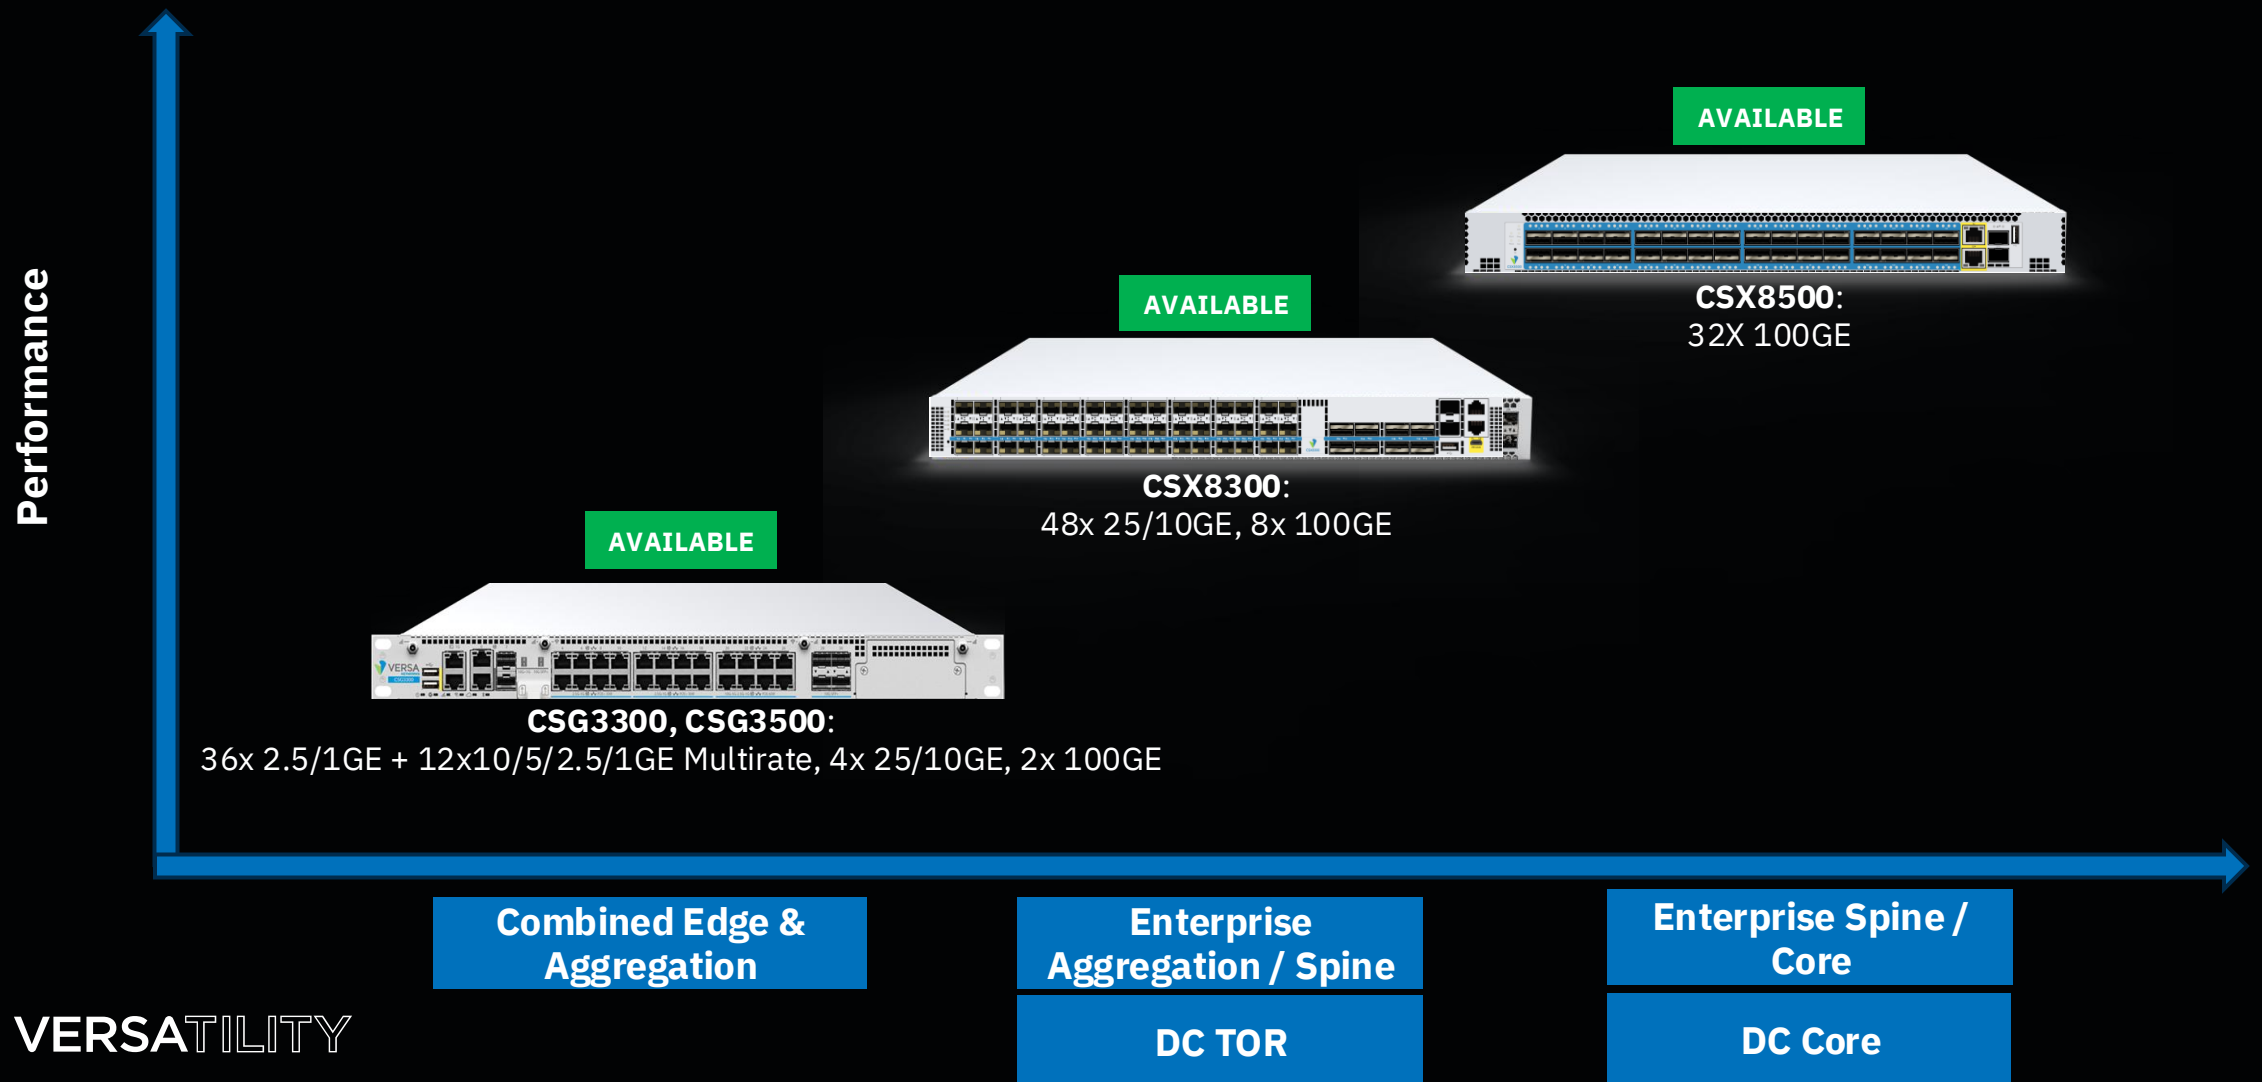 Performance
AVAILABLE
CSX8500:
32X 100GE
AVAILABLE
CSX8300:
48x 25/10GE, 8x 100GE
AVAILABLE
VERSA
CSG3300, CSG3500:
36x 2.5/1GE + 12x10/5/2.5/1GE Multirate, 4x 25/10GE, 2x 100GE
Combined Edge &
Aggregation
Enterprise
Aggregation / Spine
DC TOR
Enterprise Spine /
Core
DC Core
VERSATILITY